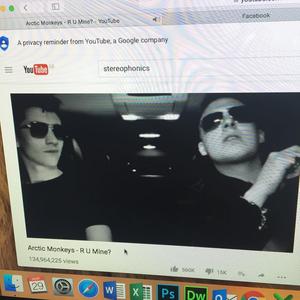 Arctic Monkeys - R U Mine? - YouTube
Facebook
A privacy reminder from YouTube, a Google company
YouTube
stereophonics
Arctic Monkeys - R U Mine?
134,964,225 views
560K
15K
29
W
X
Ps
Dw